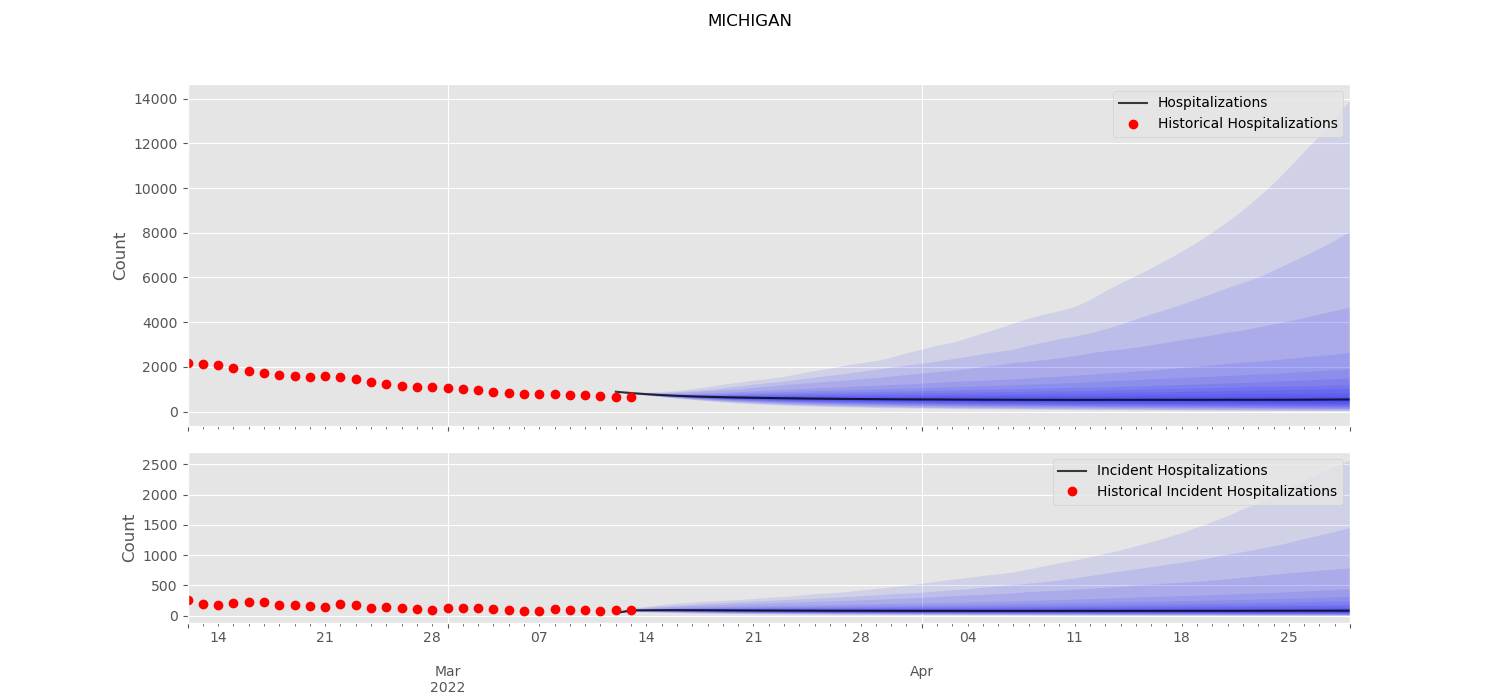 MICHIGAN
14000
12000
10000
8000
6000
4000
2000
0
Count
Hospitalizations
Historical Hospitalizations
2500
2000
1500
1000
500
0
Count
Incident Hospitalizations
Historical Incident Hospitalizations
14 21 28 07 14 21 28 04 11 18 25
Mar Apr
2022